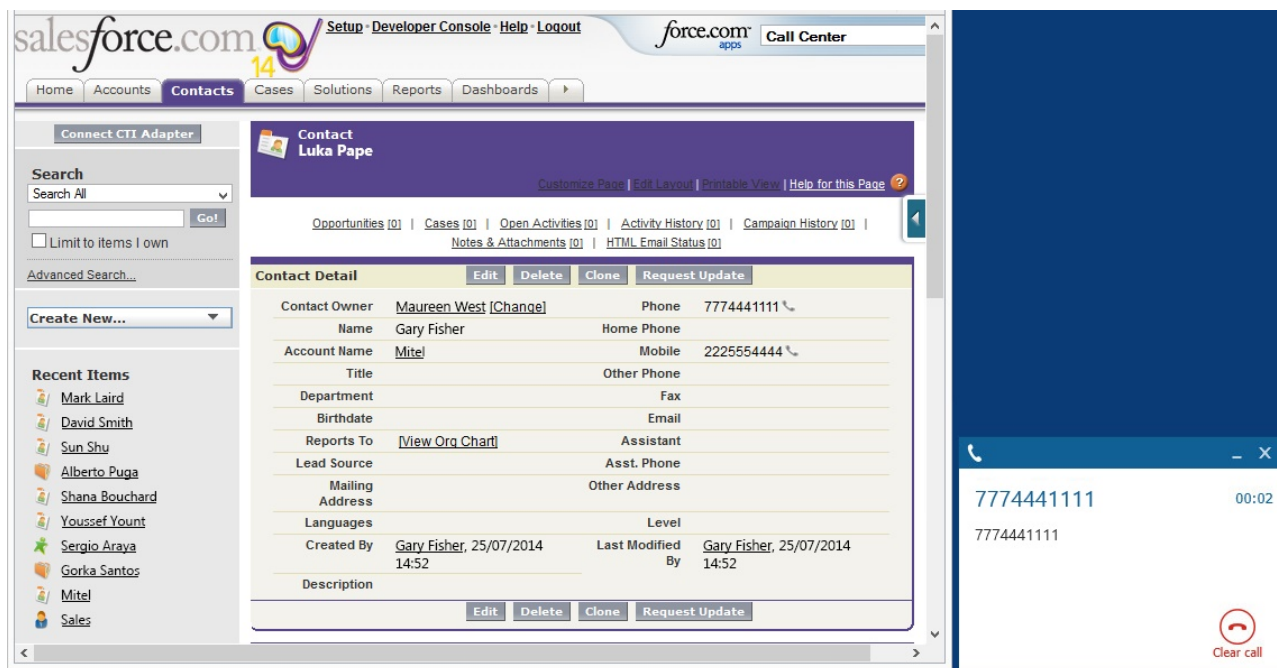 salesforce.com
14
Setup · Developer Console · Help · Logout
force.com apps
Call Center
Home Accounts Contacts Cases Solutions Reports Dashboards
Connect CTI Adapter
Search
Search All
Go!
Limit to items I own
Advanced Search...
Create New...
Recent Items
Mark Laird
David Smith
Sun Shu
Alberto Puga
Shana Bouchard
Youssef Yount
Sergio Araya
Gorka Santos
Mitel
Sales
Contact
Luka Pape
Customize Page | Edit Layout | Printable View | Help for this Page ?
Opportunities [0] | Cases [0] | Open Activities [0] | Activity History [0] | Campaign History [0] |
Notes & Attachments [0] | HTML Email Status [0]
Contact Detail Edit Delete Clone Request Update
Contact Owner Maureen West [Change] Phone 7774441111
Name Gary Fisher Home Phone
Account Name Mitel Mobile 2225554444
Title Other Phone
Department Fax
Birthdate Email
Reports To [View Org Chart] Assistant
Lead Source Asst. Phone
Mailing Address Other Address
Languages Level
Created By Gary Fisher, 25/07/2014 14:52 Last Modified By Gary Fisher, 25/07/2014 14:52
Description
Edit Delete Clone Request Update
7774441111 00:02
7774441111
Clear call